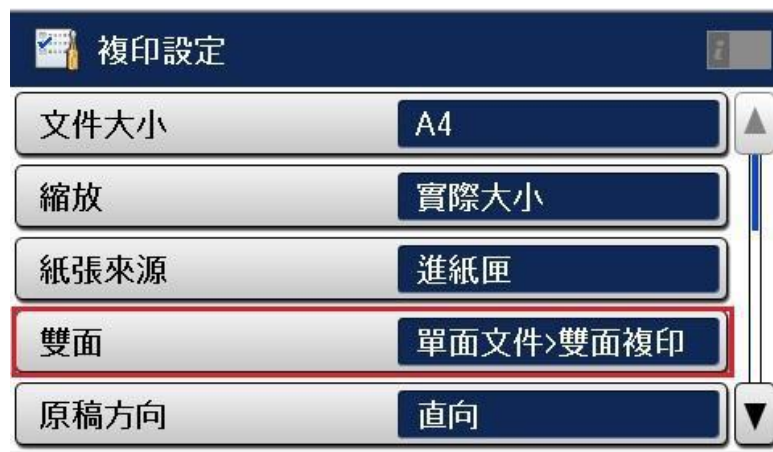 複印設定
文件大小 A4
縮放 實際大小
紙張來源 進紙匣
雙面 單面文件>雙面複印
原稿方向 直向